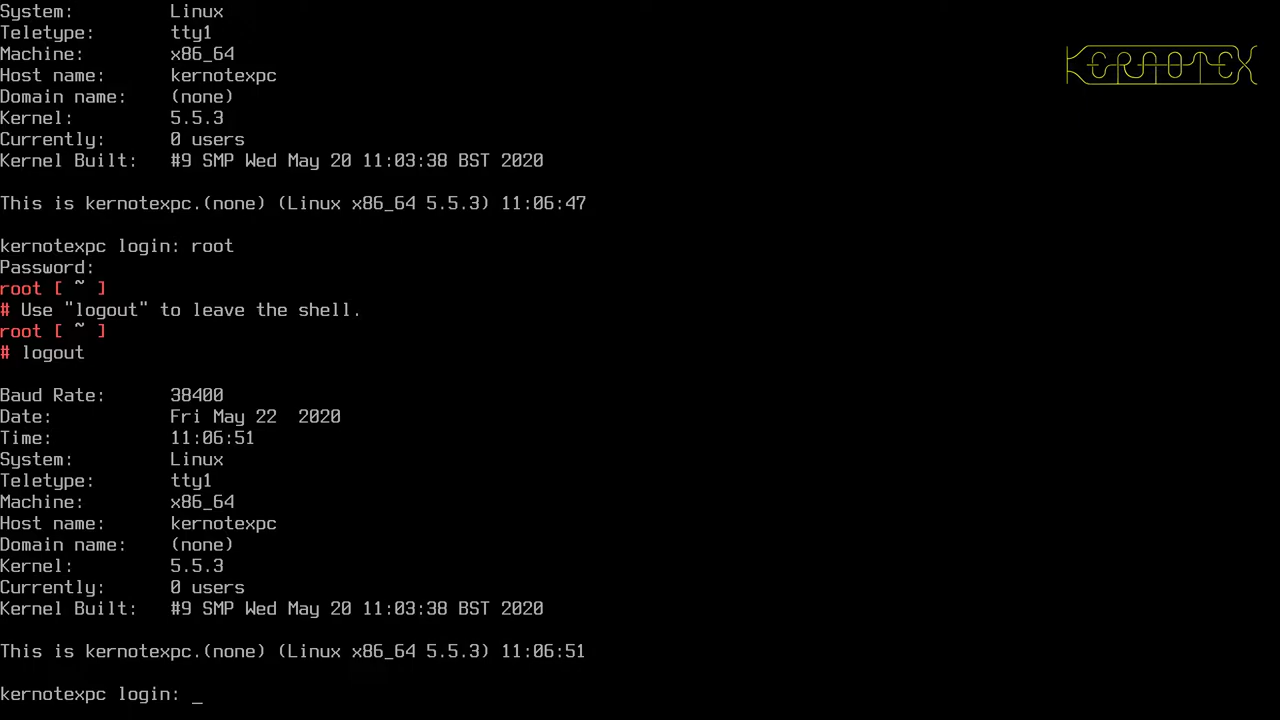 System:         Linux
Teletype:       tty1
Machine:        x86_64
Host name:      kernotexpc
Domain name:    (none)
Kernel:         5.5.3
Currently:      0 users
Kernel Built:   #9 SMP Wed May 20 11:03:38 BST 2020
This is kernotexpc.(none) (Linux x86_64 5.5.3) 11:06:47
kernotexpc login: root
Password:
root [ ~ ]
# Use "logout" to leave the shell.
root [ ~ ]
# logout
Baud Rate:      38400
Date:           Fri May 22  2020
Time:           11:06:51
System:         Linux
Teletype:       tty1
Machine:        x86_64
Host name:      kernotexpc
Domain name:    (none)
Kernel:         5.5.3
Currently:      0 users
Kernel Built:   #9 SMP Wed May 20 11:03:38 BST 2020
This is kernotexpc.(none) (Linux x86_64 5.5.3) 11:06:51
kernotexpc login: _
KERNOTEX